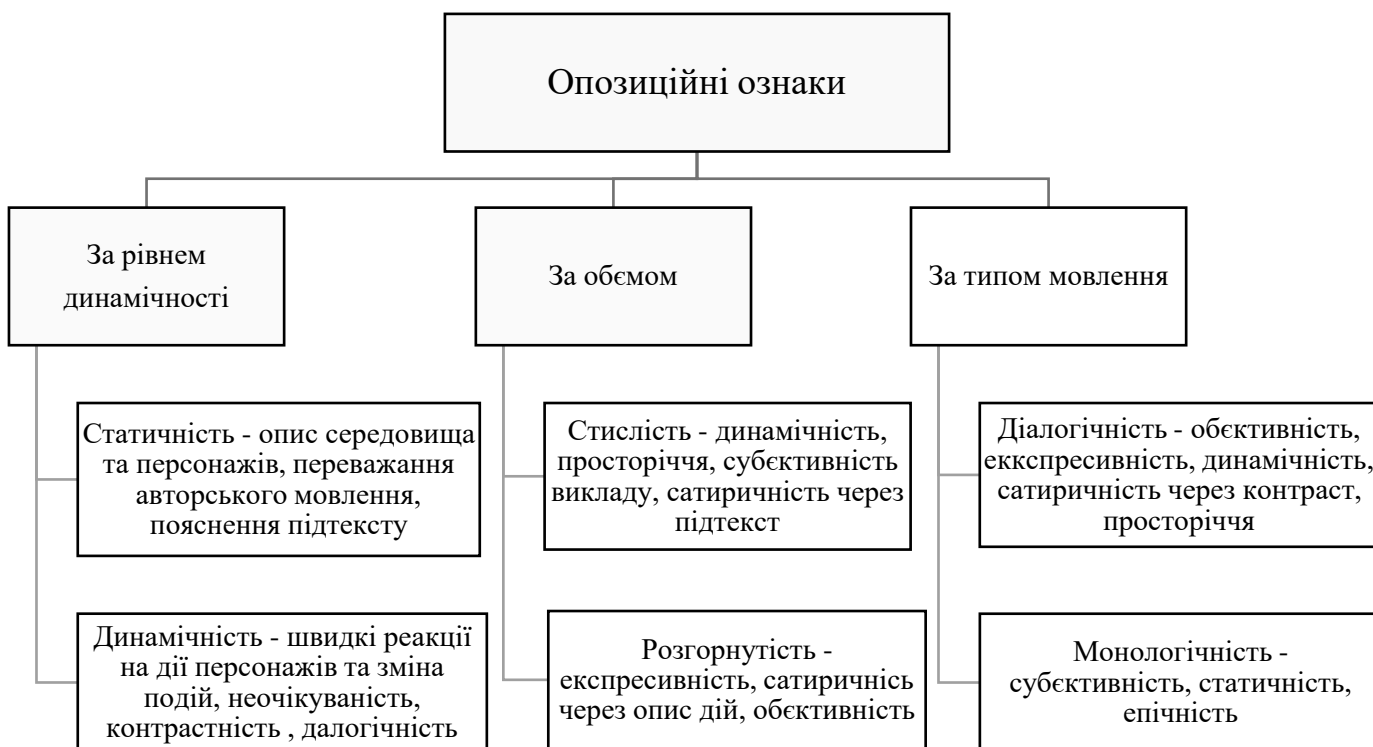 Опозиційні ознаки
За рівнем
динамічності
За обємом
За типом мовлення
Статичність - опис середовища
та персонажів, переважання
авторського мовлення,
пояснення підтексту
Стислість - динамічність,
просторіччя, субєктивність
викладу, сатиричність через
підтекст
Діалогічність - обєктивність,
еккспресивність, динамічність,
сатиричність через контраст,
просторіччя
Динамічність - швидкі реакції
на дії персонажів та зміна
подій, неочікуваність,
контрастність , далогічність
Розгорнутість -
експресивність, сатиричнісь
через опис дій, обєктивність
Монологічність -
субєктивність, статичність,
епічність